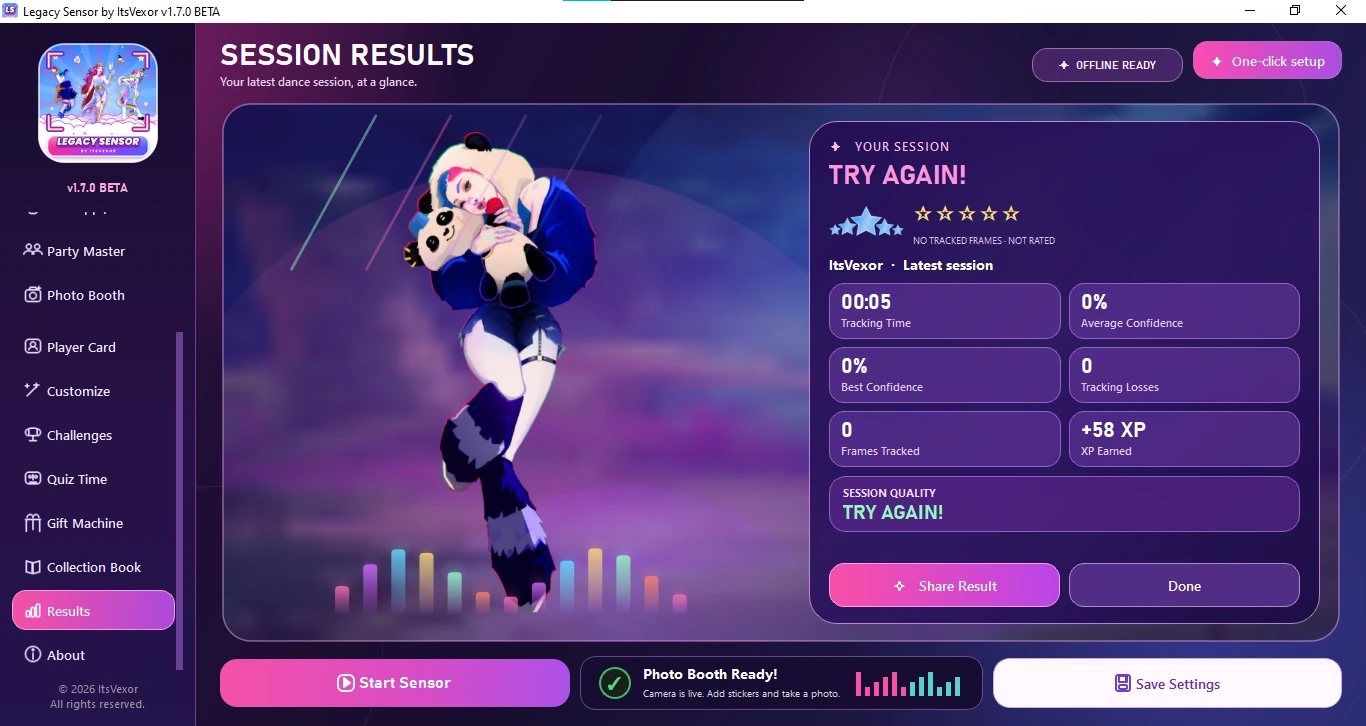 LS
Legacy Sensor by ItsVexor v1.7.0 BETA
LEGACY SENSOR
BY ITSVEXOR
v1.7.0 BETA
Party Master
Photo Booth
Player Card
Customize
Challenges
Quiz Time
Gift Machine
Collection Book
Results
About
© 2026 ItsVexor
All rights reserved.
SESSION RESULTS
Your latest dance session, at a glance.
OFFLINE READY
One-click setup
YOUR SESSION
TRY AGAIN!
NO TRACKED FRAMES · NOT RATED
ItsVexor · Latest session
00:05
Tracking Time
0%
Average Confidence
0%
Best Confidence
0
Tracking Losses
0
Frames Tracked
+58 XP
XP Earned
SESSION QUALITY
TRY AGAIN!
Share Result
Done
Start Sensor
Photo Booth Ready!
Camera is live. Add stickers and take a photo.
Save Settings